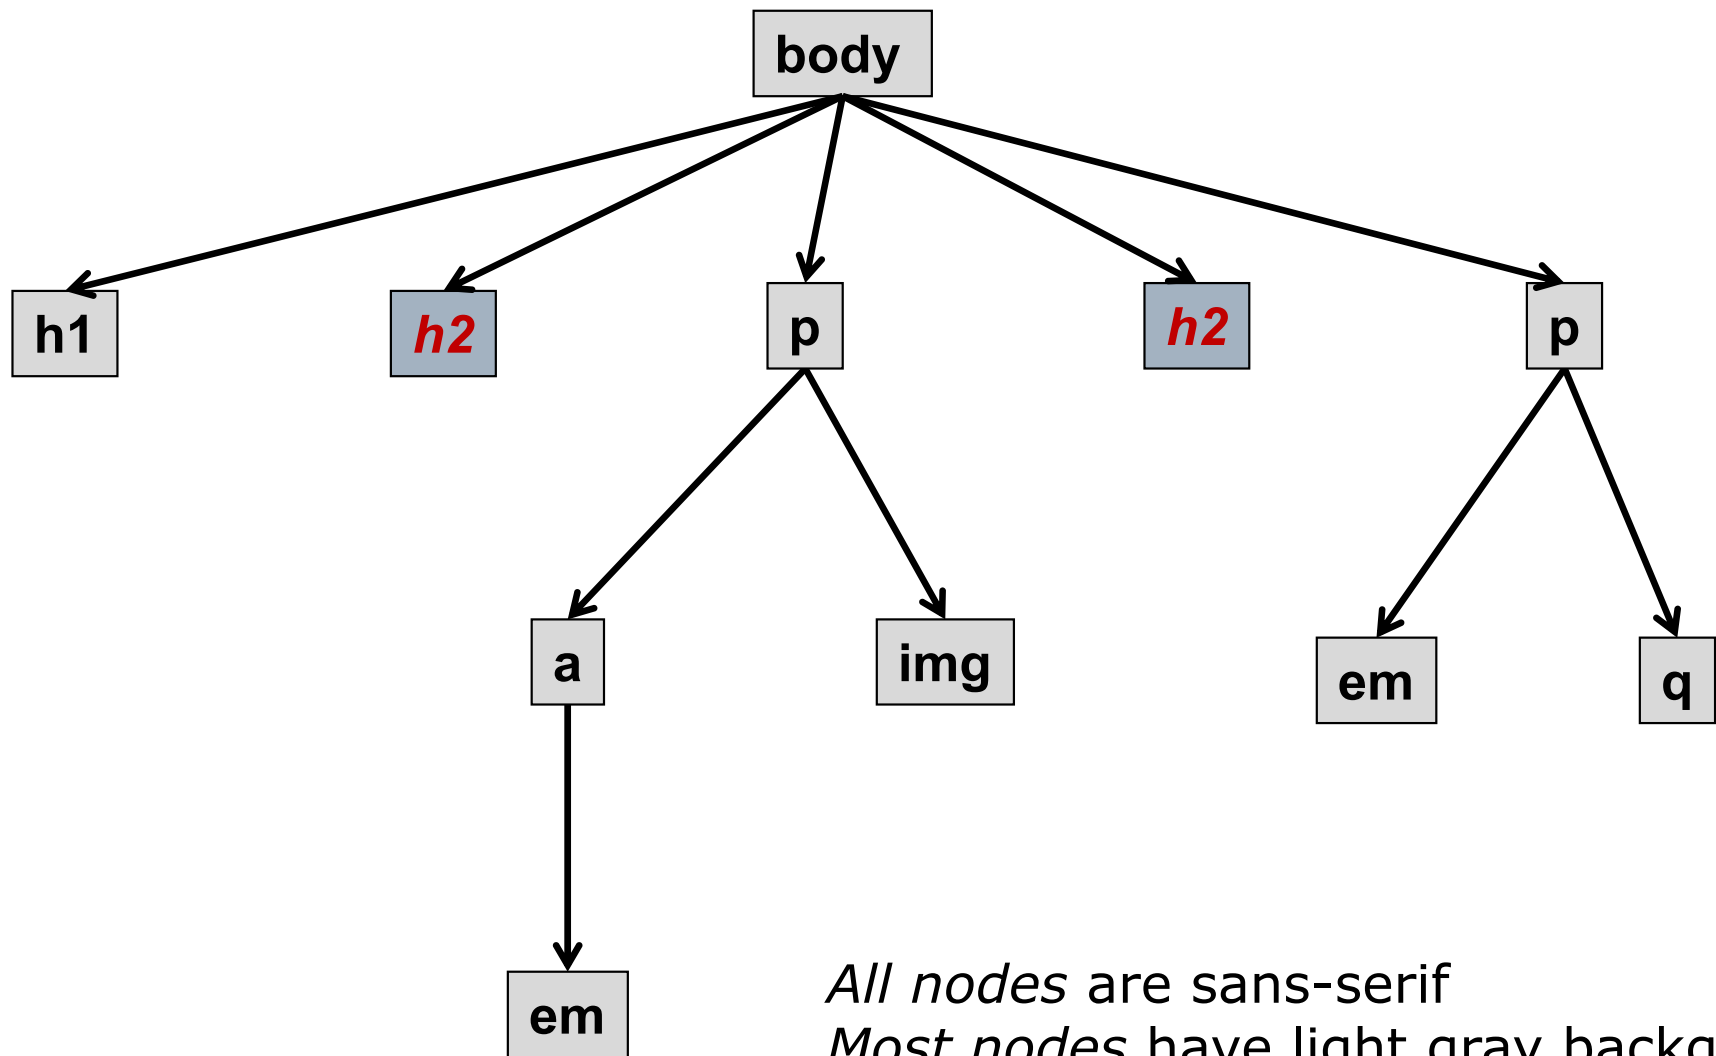 body
h1
h2
p
h2
p
a
img
em
q
em
All nodes are sans-serif
Most nodes have light gray